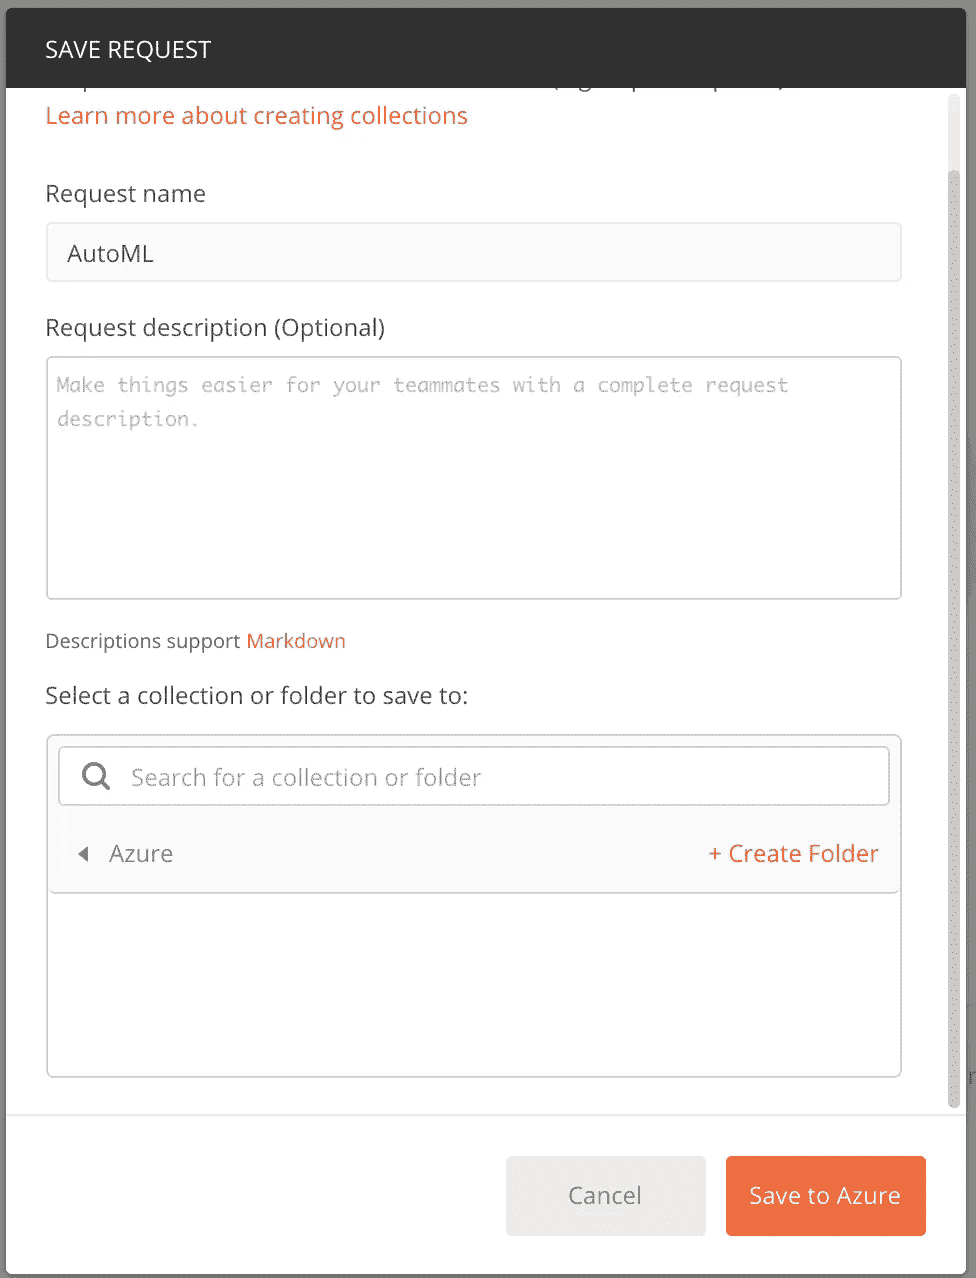 SAVE REQUEST
Learn more about creating collections
Request name
AutoML
Request description (Optional)
Make things easier for your teammates with a complete request
description.
Descriptions support Markdown
Select a collection or folder to save to:
Search for a collection or folder
Azure + Create Folder
Cancel Save to Azure